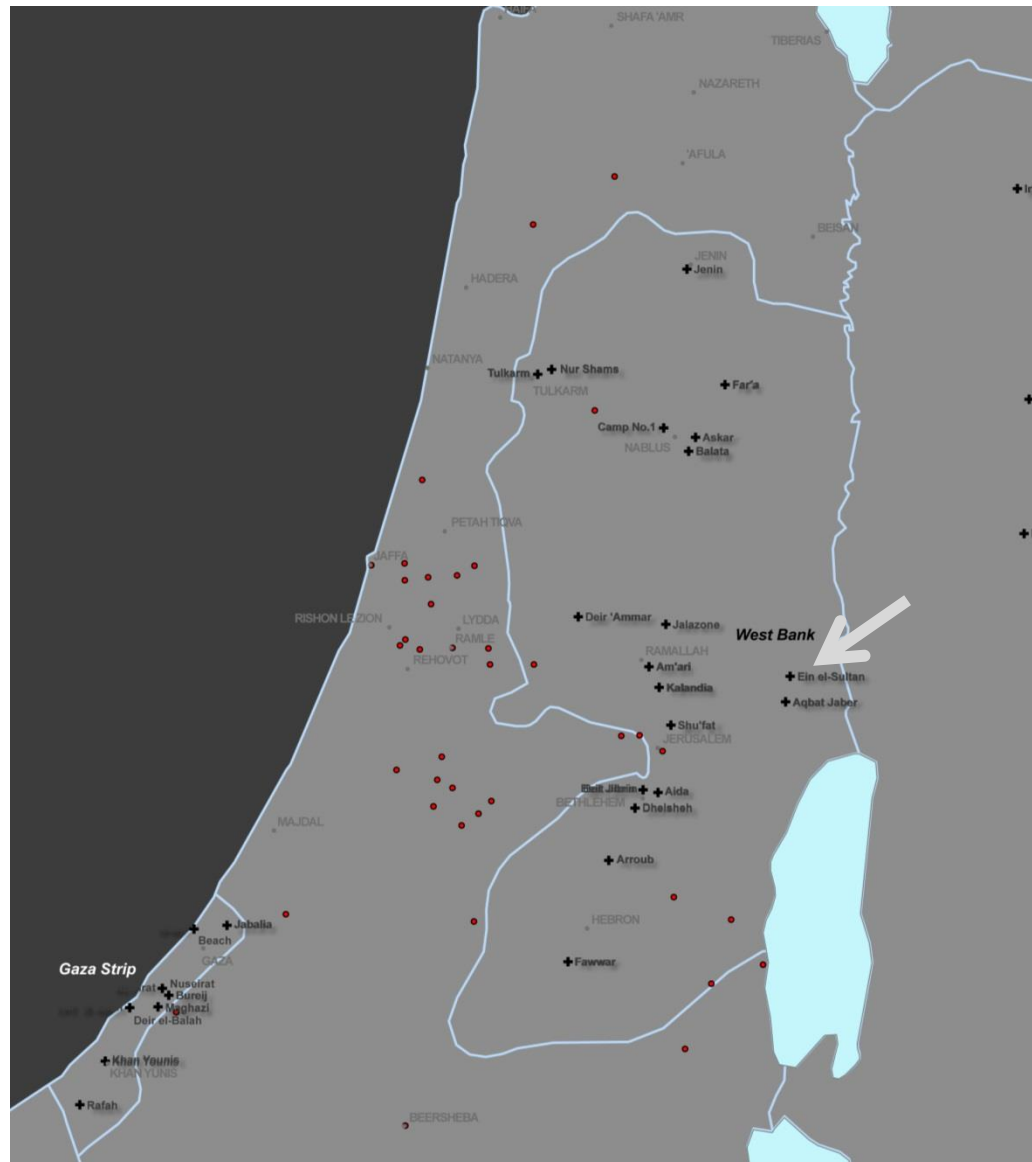 SHAFA 'AMR
TIBERIAS
NAZARETH
'AFULA
BEISAN
JENIN
Jenin
HADERA
NATANYA
Tulkarm
Nur Shams
TULKARM
Far'a
Camp No.1
Askar
NABLUS
Balata
PETAH TIQVA
JAFFA
RISHON LEZION
LYDDA
Deir 'Ammar
Jalazone
West Bank
RAMLE
RAMALLAH
REHOVOT
Am'ari
Ein el-Sultan
Kalandia
Aqbat Jaber
Shu'fat
JERUSALEM
Aida
BETHLEHEM
Dheisheh
MAJDAL
Arroub
Jabalia
HEBRON
Beach
GAZA
Fawwar
Gaza Strip
Nuseirat
Bureij
Maghazi
Deir el-Balah
Khan Younis
KHAN YUNIS
Rafah
BEERSHEBA